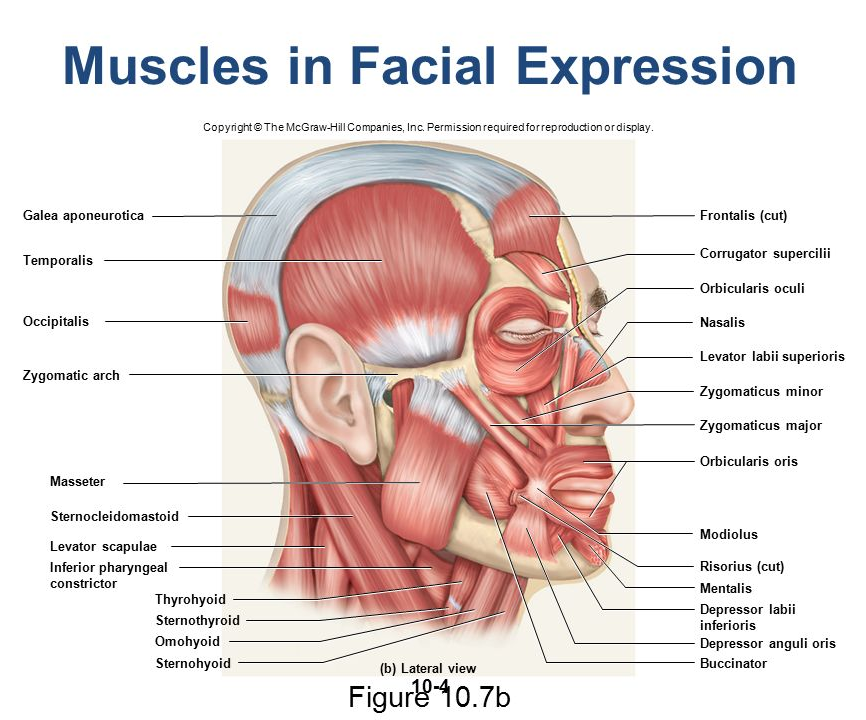 Muscles in Facial Expression
Copyright © The McGraw-Hill Companies, Inc. Permission required for reproduction or display.
Galea aponeurotica
Temporalis
Occipitalis
Zygomatic arch
Masseter
Sternocleidomastoid
Levator scapulae
Inferior pharyngeal
constrictor
Thyrohyoid
Sternothyroid
Omohyoid
Sternohyoid
Frontalis (cut)
Corrugator supercilii
Orbicularis oculi
Nasalis
Levator labii superioris
Zygomaticus minor
Zygomaticus major
Orbicularis oris
Modiolus
Risorius (cut)
Mentalis
Depressor labii
inferioris
Depressor anguli oris
Buccinator
(b) Lateral view
10-4
Figure 10.7b